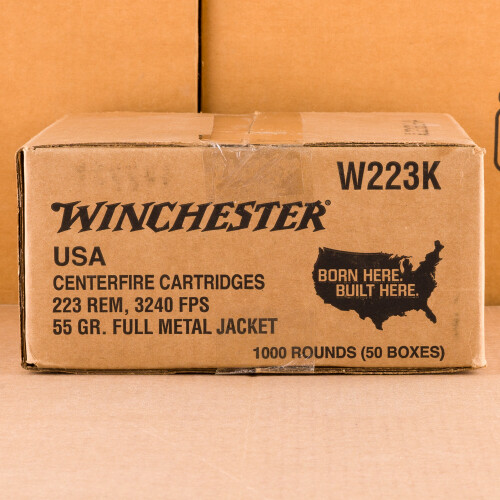 W223K
WINCHESTER®
USA
CENTERFIRE CARTRIDGES
223 REM, 3240 FPS
55 GR. FULL METAL JACKET
BORN HERE.
BUILT HERE.
1000 ROUNDS (50 BOXES)